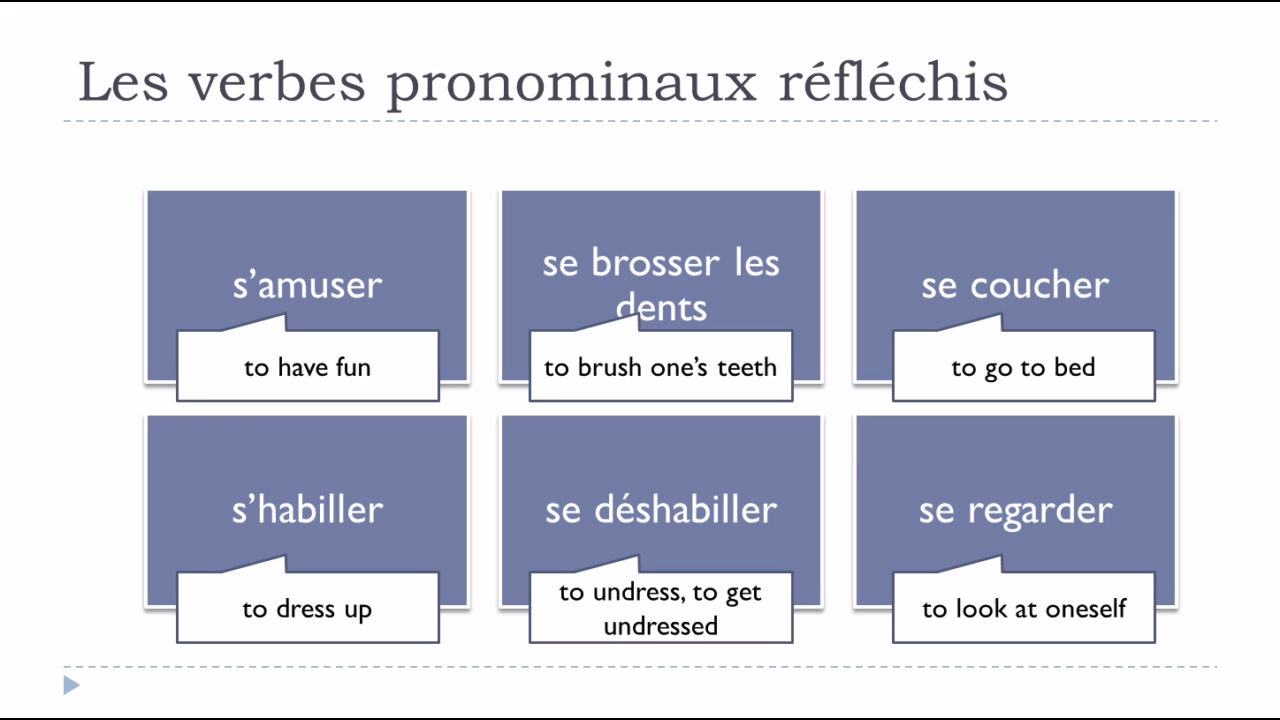 Les verbes pronominaux réfléchis
s’amuser
to have fun
se brosser les
dents
to brush one’s teeth
se coucher
to go to bed
s’habiller
to dress up
se déshabiller
to undress, to get
undressed
se regarder
to look at oneself